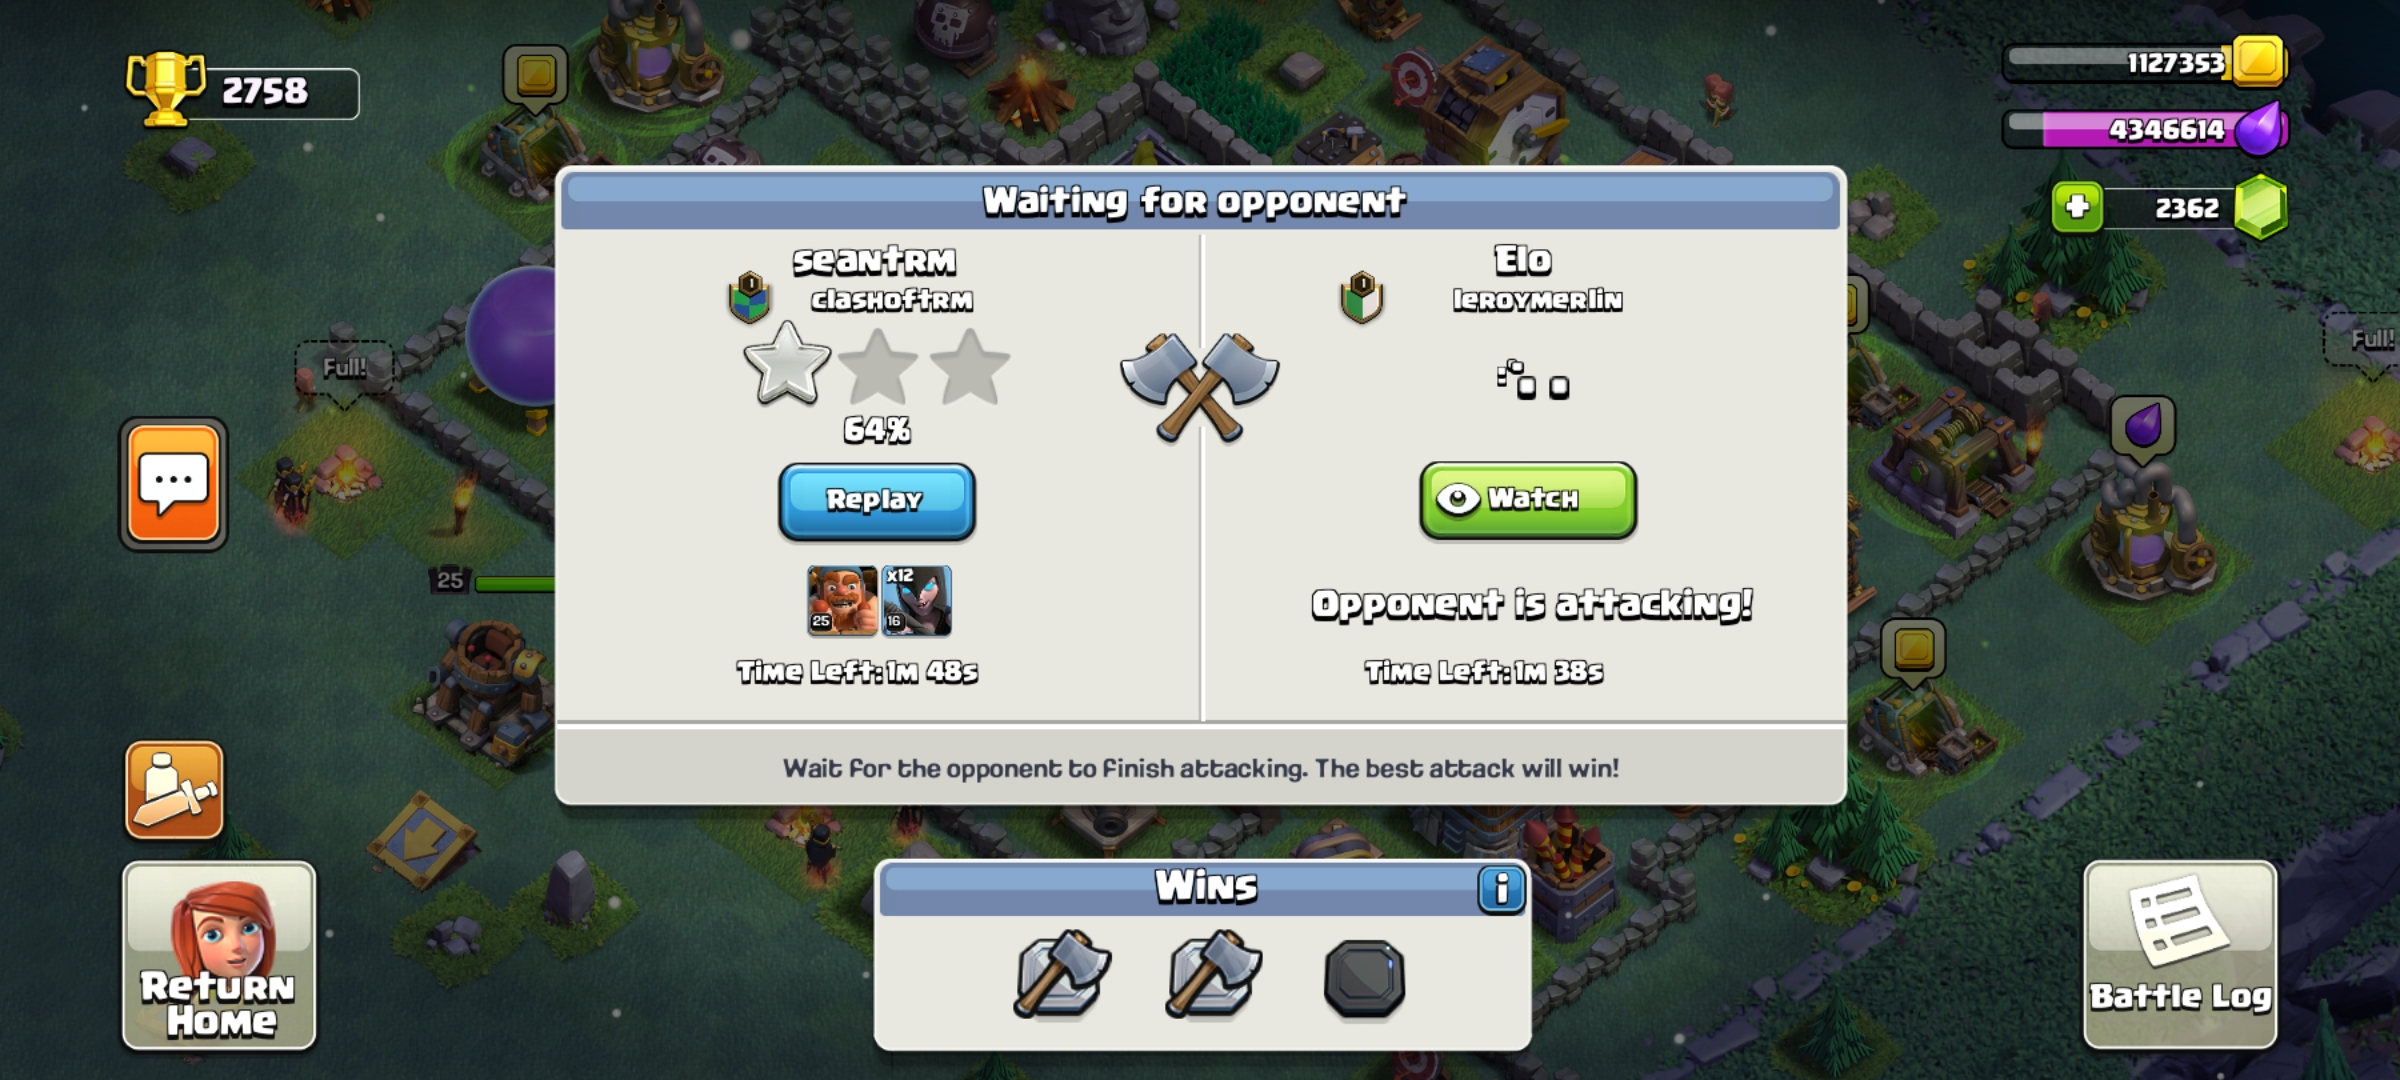 2758
1127353
4346614
2362
Waiting for opponent
seantrm
clashoftrm
64%
Replay
x12
25
16
Time Left:1m 48s
Elo
leroymerlin
Watch
Opponent is attacking!
Time Left:1m 38s
Wait for the opponent to finish attacking. The best attack will win!
Full!
Full!
25
Wins
i
Return
Home
Battle Log